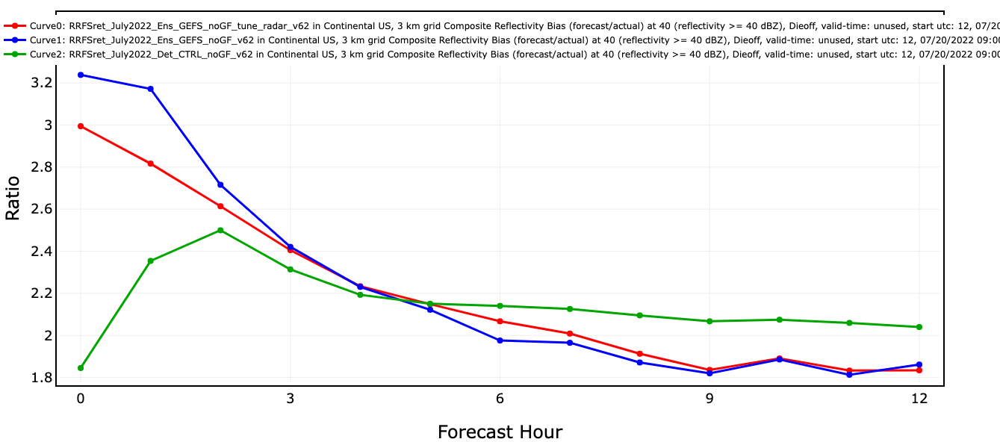 Curve0: RRFSret_July2022_Ens_GEFS_noGF_tune_radar_v62 in Continental US, 3 km grid Composite Reflectivity Bias (forecast/actual) at 40 (reflectivity >= 40 dBZ), Dieoff, valid-time: unused, start utc: 12, 07/20
Curve1: RRFSret_July2022_Ens_GEFS_noGF_v62 in Continental US, 3 km grid Composite Reflectivity Bias (forecast/actual) at 40 (reflectivity >= 40 dBZ), Dieoff, valid-time: unused, start utc: 12, 07/20/2022 09:00
Curve2: RRFSret_July2022_Det_CTRL_noGF_v62 in Continental US, 3 km grid Composite Reflectivity Bias (forecast/actual) at 40 (reflectivity >= 40 dBZ), Dieoff, valid-time: unused, start utc: 12, 07/20/2022 09:00
3.2
3
2.8
2.6
2.4
2.2
2
1.8
Ratio
0 3 6 9 12
Forecast Hour